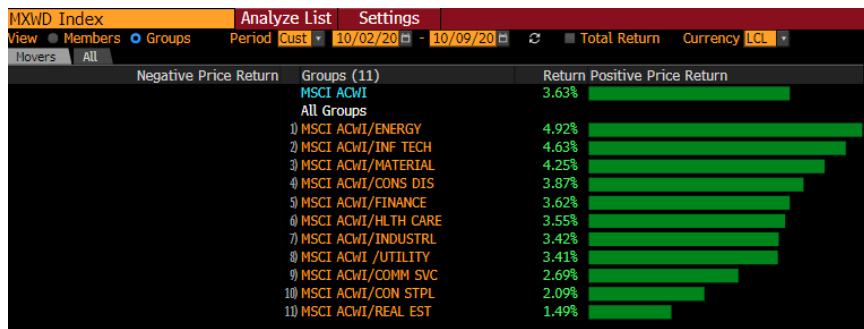 MXWD Index Analyze List Settings
View Members Groups Period Cust 10/02/20 - 10/09/20 Total Return Currency LCL
Movers All
Negative Price Return Groups (11) Return Positive Price Return
MSCI ACWI 3.63%
All Groups
1) MSCI ACWI/ENERGY 4.92%
2) MSCI ACWI/INF TECH 4.63%
3) MSCI ACWI/MATERIAL 4.25%
4) MSCI ACWI/CONS DIS 3.87%
5) MSCI ACWI/FINANCE 3.62%
6) MSCI ACWI/HLTH CARE 3.55%
7) MSCI ACWI/INDUSTRL 3.42%
8) MSCI ACWI /UTILITY 3.41%
9) MSCI ACWI/COMM SVC 2.69%
10) MSCI ACWI/CON STPL 2.09%
11) MSCI ACWI/REAL EST 1.49%